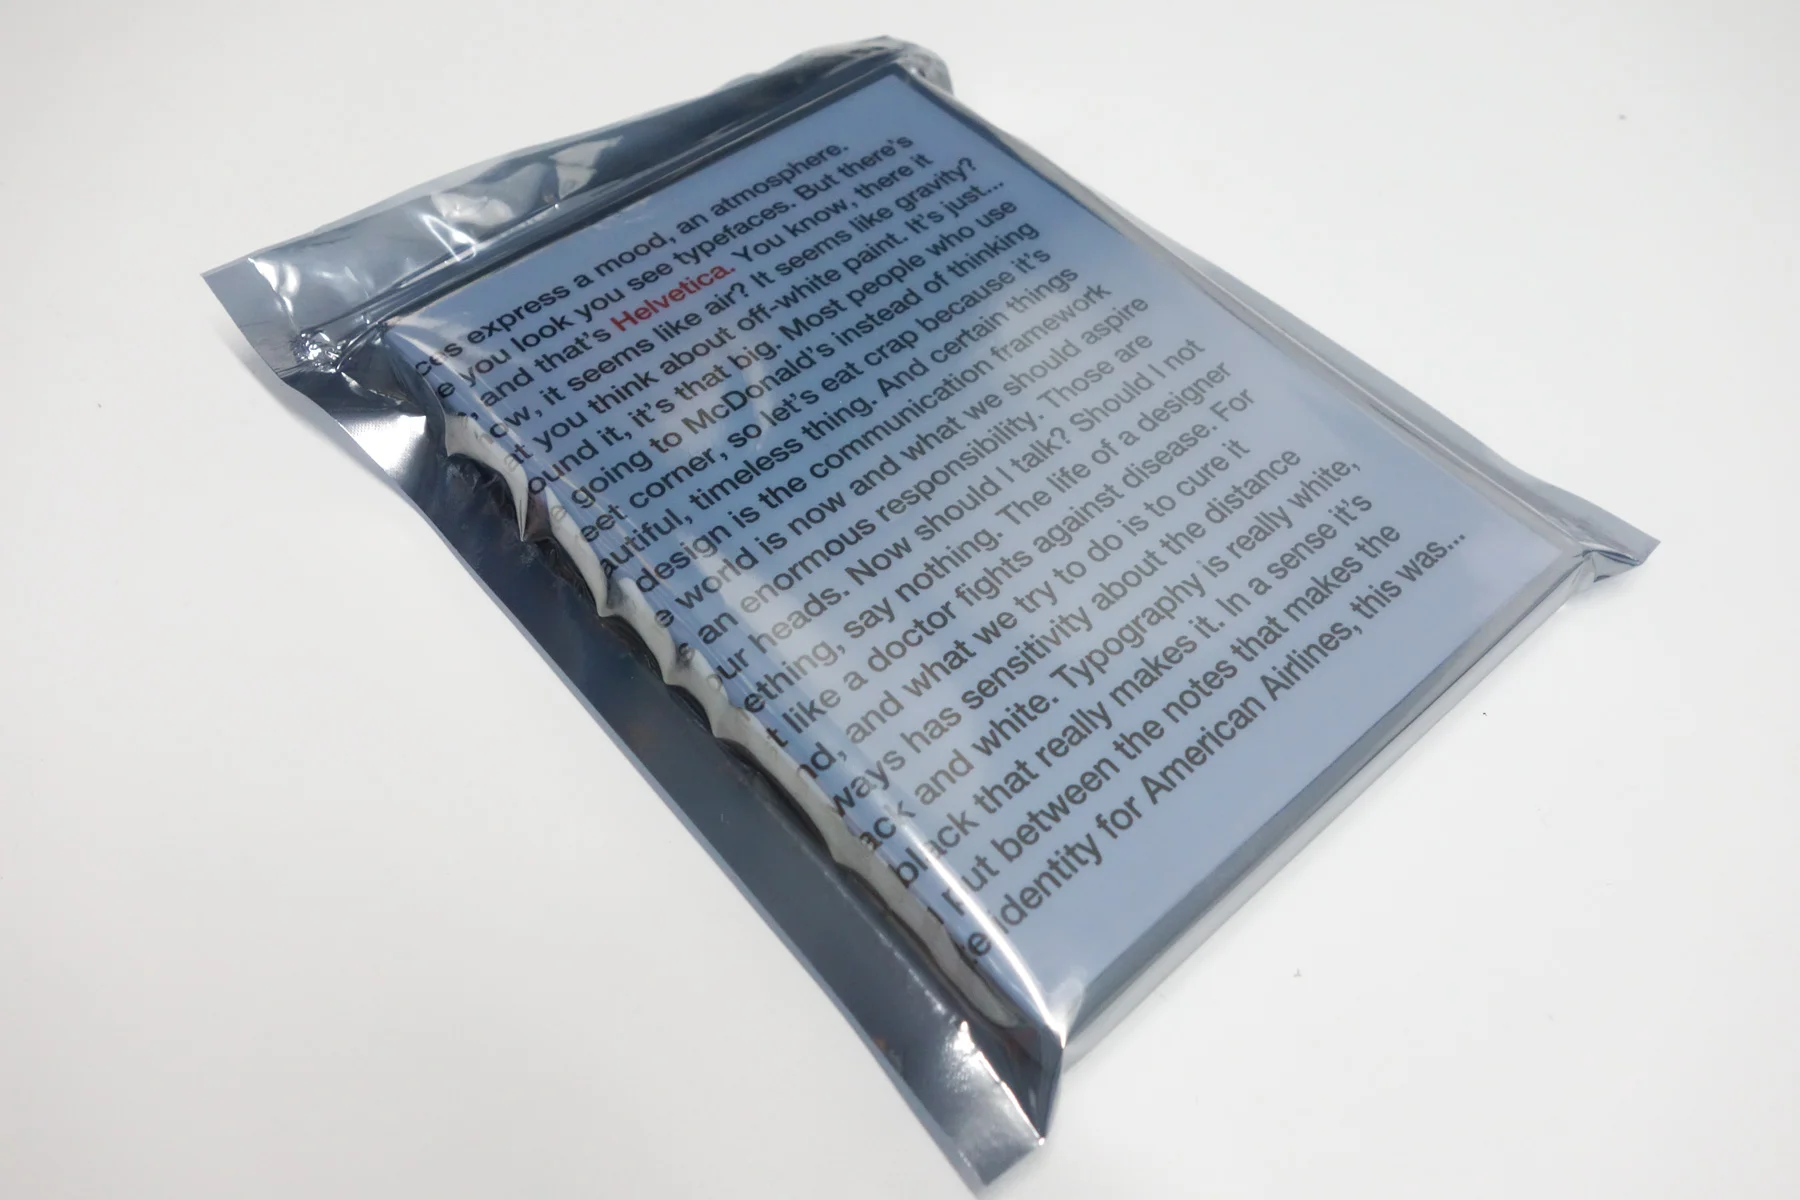 ces express a mood, an atmosphere.
e you look you see typefaces. But there's
, and that's Helvetica. You know, there it
ow, it seems like air? It seems like gravity?
at you think about off-white paint. It's just...
ound it, it's that big. Most people who use
e going to McDonald's instead of thinking
eet corner, so let's eat crap because it's
autiful, timeless thing. And certain things
design is the communication framework
e world is now and what we should aspire
an enormous responsibility. Those are
our heads. Now should I talk? Should I not
ething, say nothing. The life of a designer
t like a doctor fights against disease. For
nd, and what we try to do is to cure it
ways has sensitivity about the distance
ack and white. Typography is really white,
black that really makes it. In a sense it's
put between the notes that makes the
e identity for American Airlines, this was...